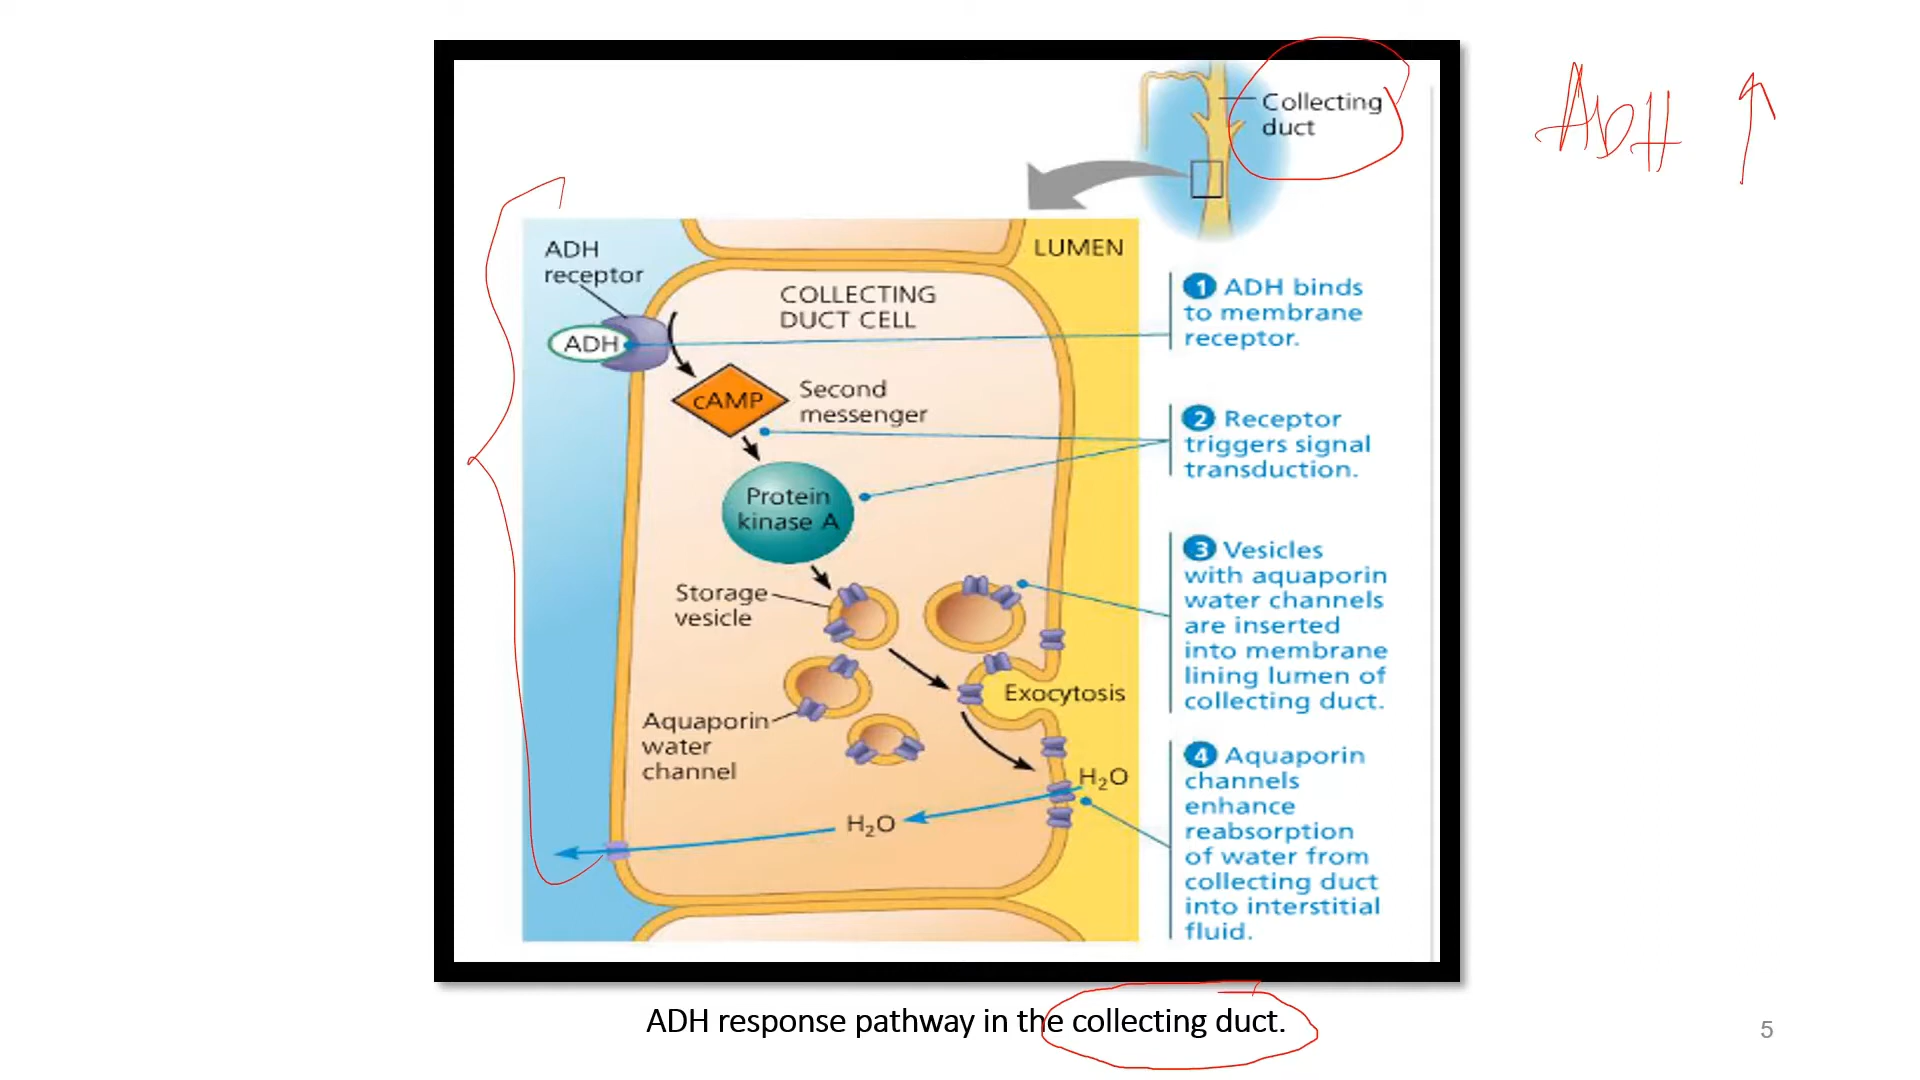 Collecting
duct
ADH ↑
ADH
receptor
LUMEN
COLLECTING
DUCT CELL
ADH
cAMP
Second
messenger
Protein
kinase A
Storage
vesicle
Aquaporin
water
channel
Exocytosis
H₂O
H₂O
1 ADH binds
to membrane
receptor.
2 Receptor
triggers signal
transduction.
3 Vesicles
with aquaporin
water channels
are inserted
into membrane
lining lumen of
collecting duct.
4 Aquaporin
channels
enhance
reabsorption
of water from
collecting duct
into interstitial
fluid.
ADH response pathway in the collecting duct.
5